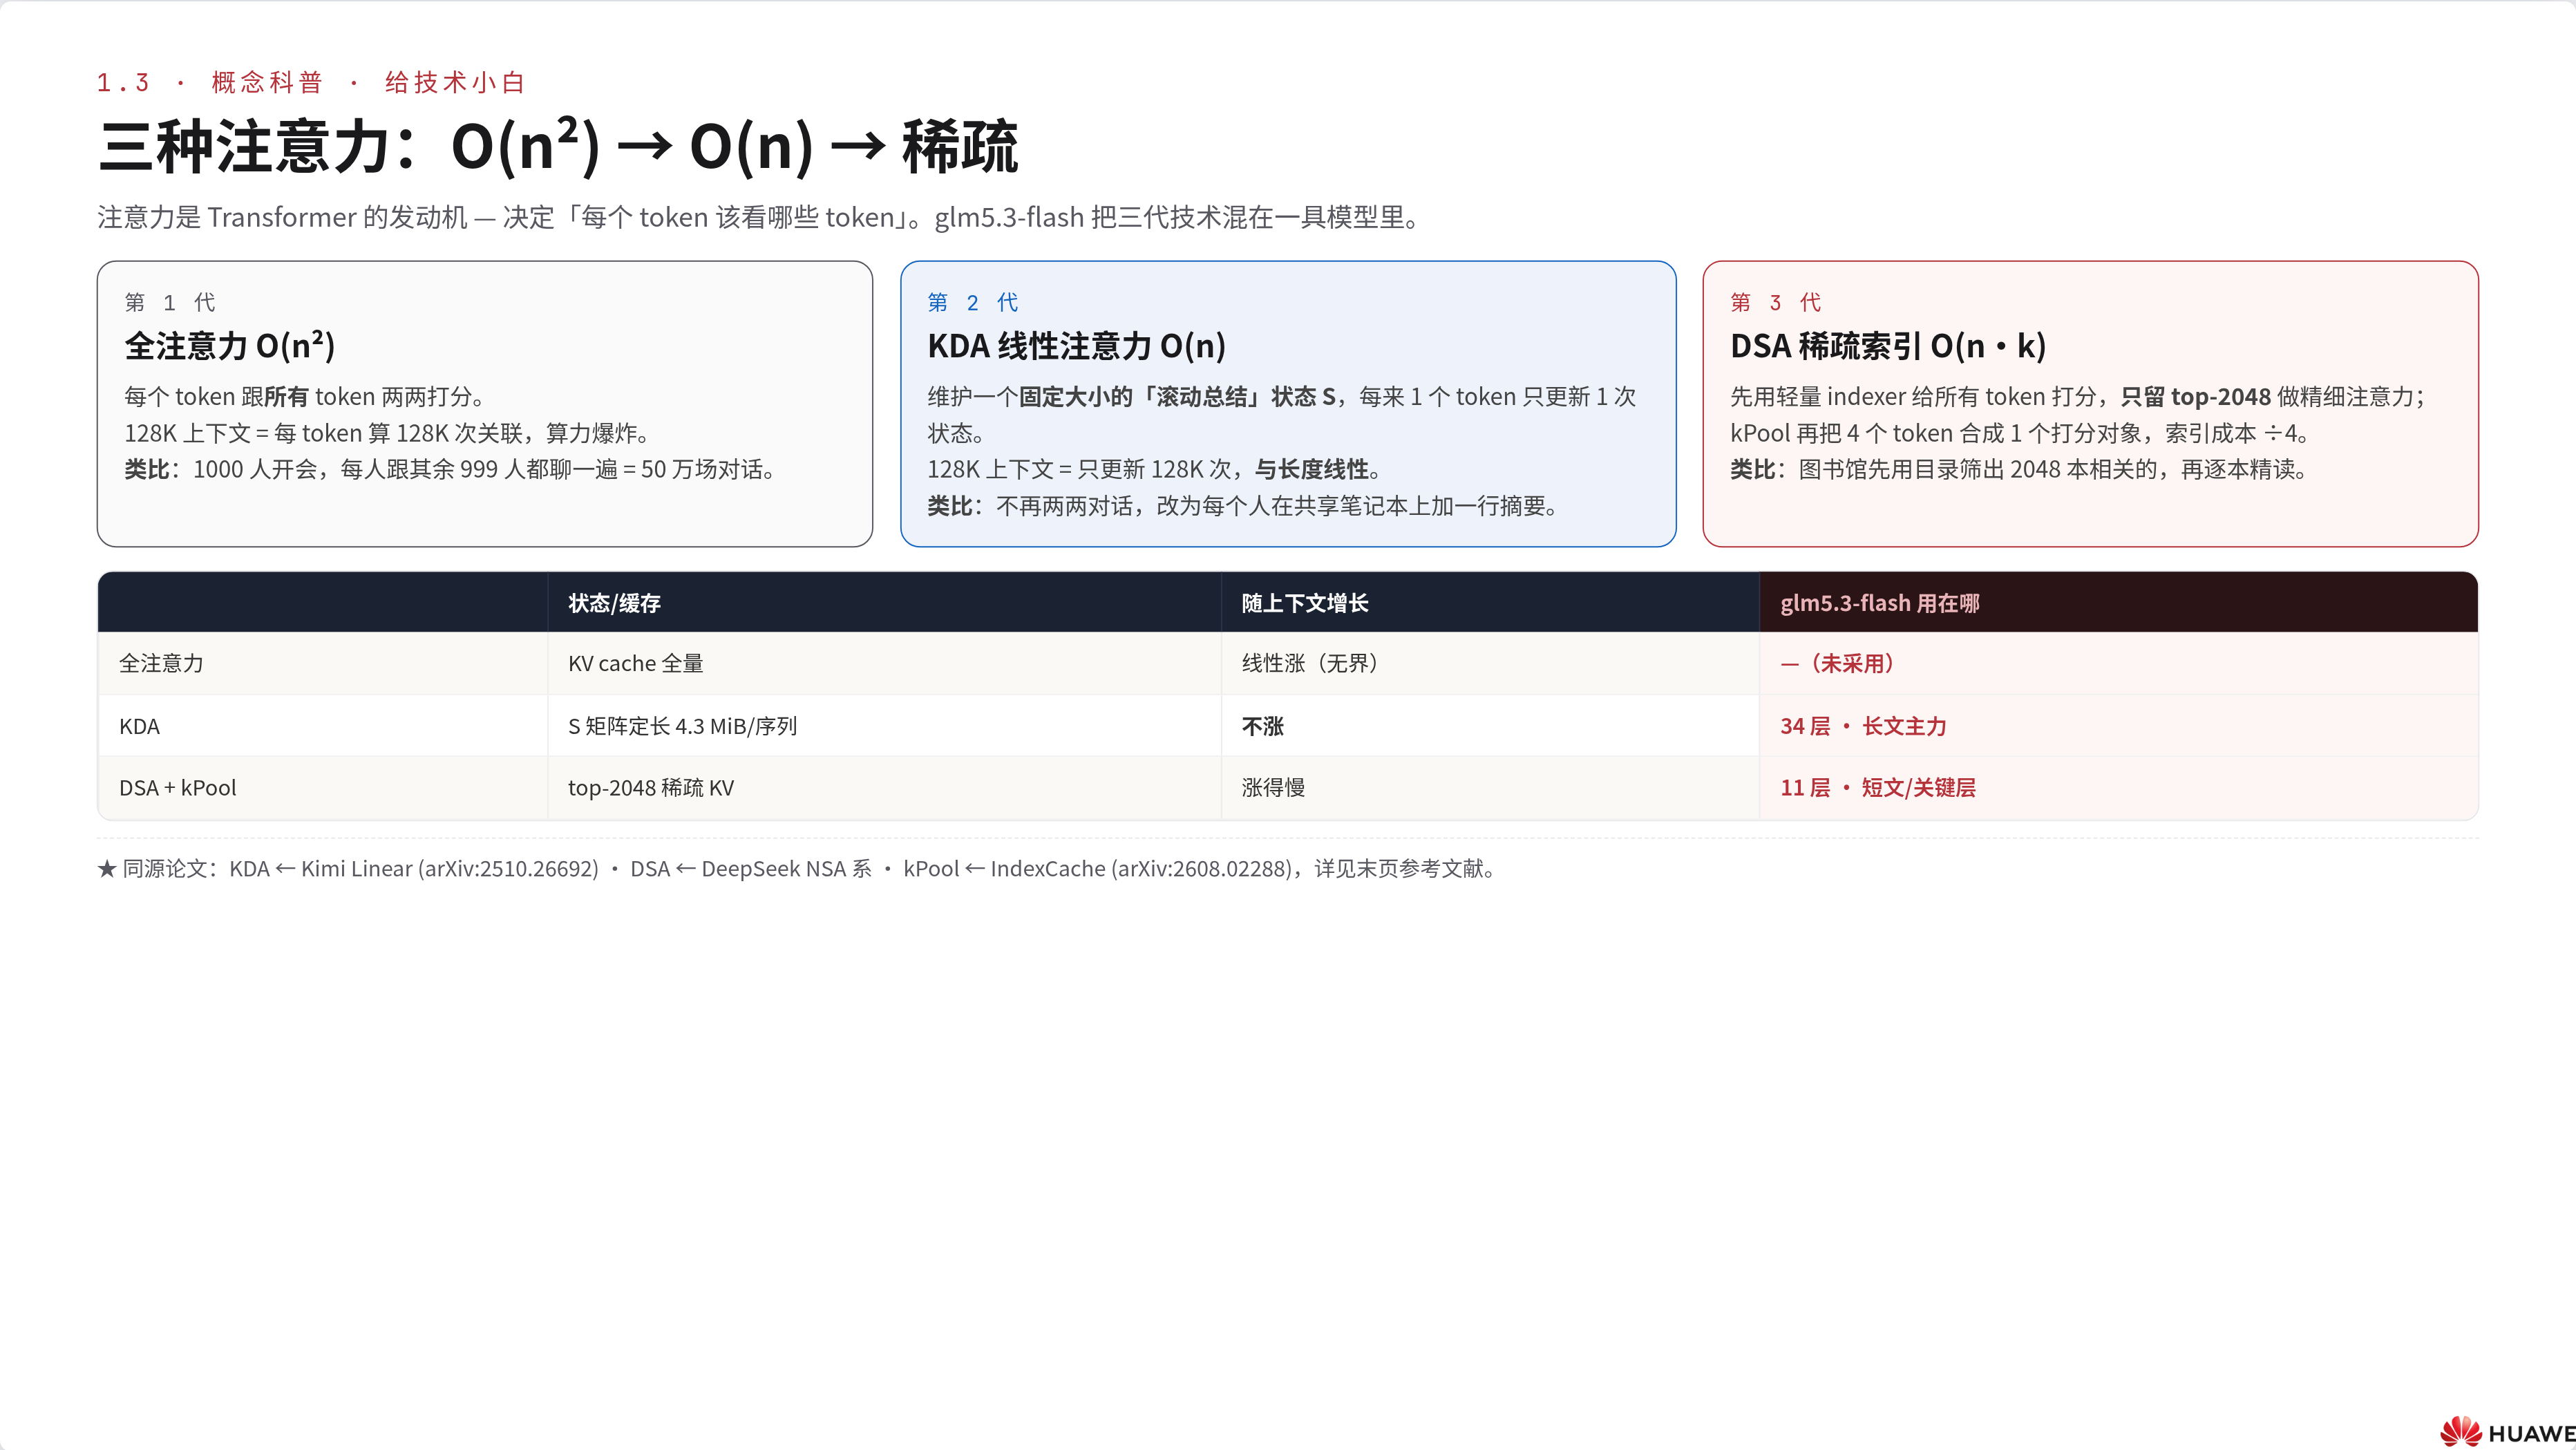 1.3 · 概念科普 · 给技术小白
三种注意力：O(n²) → O(n) → 稀疏
注意力是 Transformer 的发动机 — 决定「每个 token 该看哪些 token」。glm5.3-flash 把三代技术混在一具模型里。
第 1 代
全注意力 O(n²)
每个 token 跟所有 token 两两打分。
128K 上下文 = 每 token 算 128K 次关联，算力爆炸。
类比：1000 人开会，每人跟其余 999 人都聊一遍 = 50 万场对话。
第 2 代
KDA 线性注意力 O(n)
维护一个固定大小的「滚动总结」状态 S，每来 1 个 token 只更新 1 次
状态。
128K 上下文 = 只更新 128K 次，与长度线性。
类比：不再两两对话，改为每个人在共享笔记本上加一行摘要。
第 3 代
DSA 稀疏索引 O(n·k)
先用轻量 indexer 给所有 token 打分，只留 top-2048 做精细注意力；
kPool 再把 4 个 token 合成 1 个打分对象，索引成本 ÷4。
类比：图书馆先用目录筛出 2048 本相关的，再逐本精读。
状态/缓存 随上下文增长 glm5.3-flash 用在哪
全注意力 KV cache 全量 线性涨（无界） —（未采用）
KDA S 矩阵定长 4.3 MiB/序列 不涨 34 层 · 长文主力
DSA + kPool top-2048 稀疏 KV 涨得慢 11 层 · 短文/关键层
★ 同源论文：KDA ← Kimi Linear (arXiv:2510.26692) · DSA ← DeepSeek NSA 系 · kPool ← IndexCache (arXiv:2608.02288)，详见末页参考文献。
HUAWE